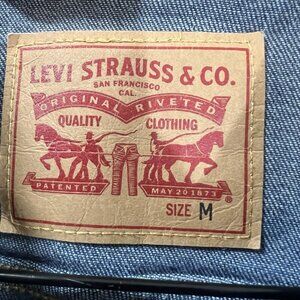 LEVI STRAUSS & CO.
SAN FRANCISCO
CAL.
ORIGINAL RIVETED
QUALITY CLOTHING
PATENTED MAY 20 1873
®
SIZE M